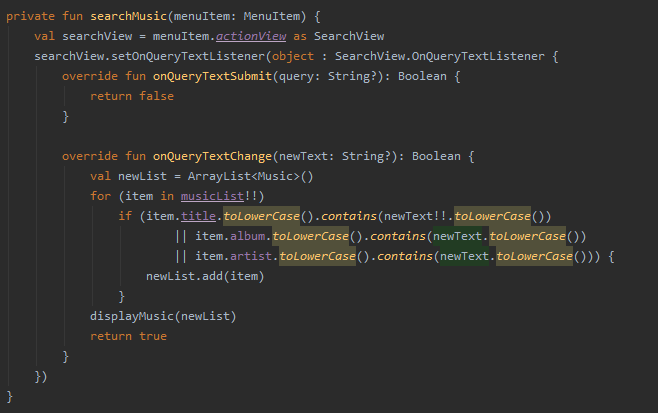 private fun searchMusic(menuItem: MenuItem) {
    val searchView = menuItem.actionView as SearchView
    searchView.setOnQueryTextListener(object : SearchView.OnQueryTextListener {
        override fun onQueryTextSubmit(query: String?): Boolean {
            return false
        }

        override fun onQueryTextChange(newText: String?): Boolean {
            val newList = ArrayList<Music>()
            for (item in musicList!!)
                if (item.title.toLowerCase().contains(newText!!.toLowerCase())
                        || item.album.toLowerCase().contains(newText.toLowerCase())
                        || item.artist.toLowerCase().contains(newText.toLowerCase())) {
                    newList.add(item)
                }
            displayMusic(newList)
            return true
        }
    })
}